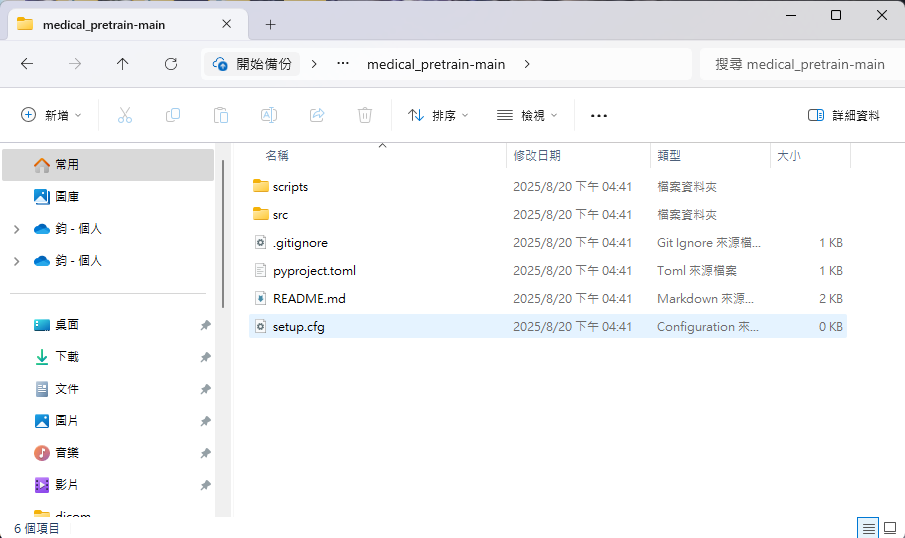 medical_pretrain-main
開始備份 > ··· medical_pretrain-main > 搜尋 medical_pretrain-main
新增 排序 檢視 ··· 詳細資料
常用
圖庫
鈞 - 個人
鈞 - 個人
桌面
下載
文件
圖片
音樂
影片
dicom
名稱 修改日期 類型 大小
scripts 2025/8/20 下午 04:41 檔案資料夾
src 2025/8/20 下午 04:41 檔案資料夾
.gitignore 2025/8/20 下午 04:41 Git Ignore 來源檔... 1 KB
pyproject.toml 2025/8/20 下午 04:41 Toml 來源檔案 1 KB
README.md 2025/8/20 下午 04:41 Markdown 來源... 2 KB
setup.cfg 2025/8/20 下午 04:41 Configuration 來... 0 KB
6 個項目